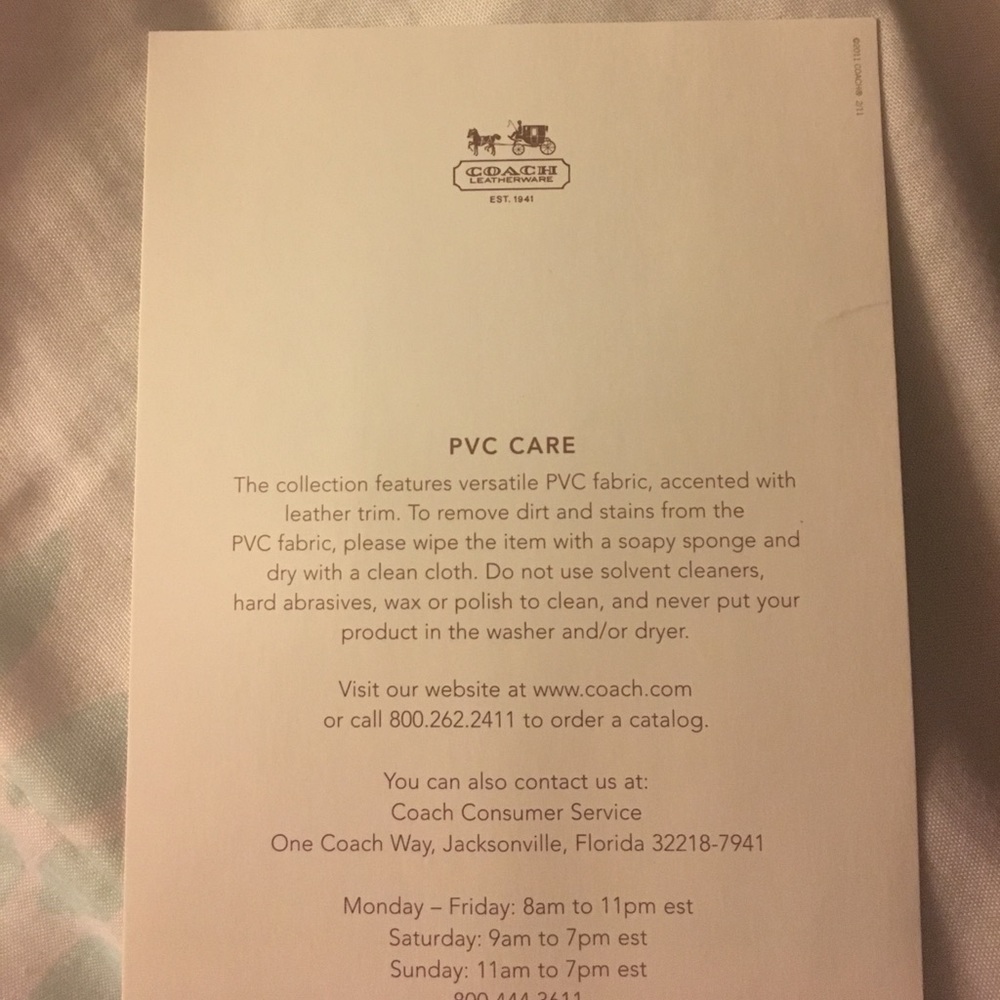 ©2011 COACH® 2/11
COACH
LEATHERWARE
EST. 1941
PVC CARE
The collection features versatile PVC fabric, accented with
leather trim. To remove dirt and stains from the
PVC fabric, please wipe the item with a soapy sponge and
dry with a clean cloth. Do not use solvent cleaners,
hard abrasives, wax or polish to clean, and never put your
product in the washer and/or dryer.
Visit our website at www.coach.com
or call 800.262.2411 to order a catalog.
You can also contact us at:
Coach Consumer Service
One Coach Way, Jacksonville, Florida 32218-7941
Monday – Friday: 8am to 11pm est
Saturday: 9am to 7pm est
Sunday: 11am to 7pm est